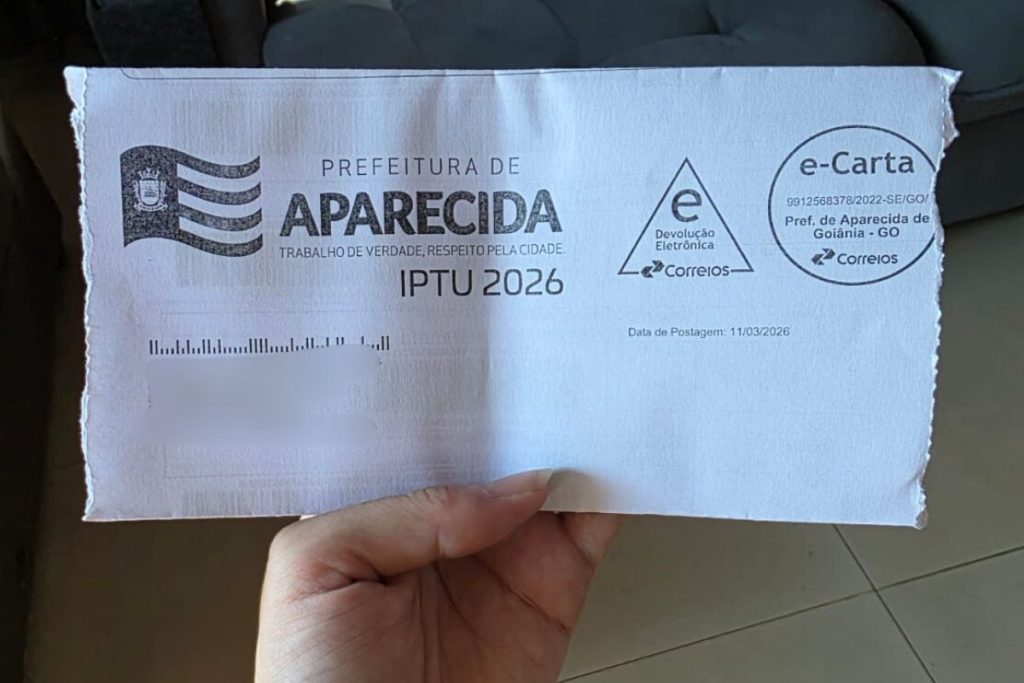 PREFEITURA DE
APARECIDA
TRABALHO DE VERDADE, RESPEITO PELA CIDADE.
IPTU 2026
e
Devolução
Eletrônica
Correios
e-Carta
9912568378/2022-SE/GO/
Pref. de Aparecida de
Goiânia - GO
Correios
Data de Postagem: 11/03/2026